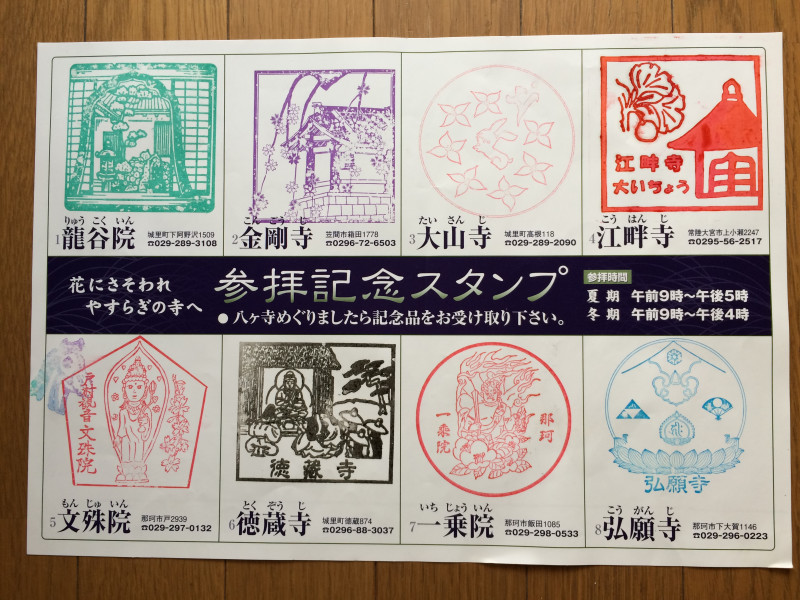 りゅう こく いん
1 龍谷院 城里町下阿野沢1509
☎029-289-3108
こん ごう じ
2 金剛寺 笠間市箱田1778
☎0296-72-6503
たい さん じ
3 大山寺 城里町高根118
☎029-289-2090
江畔寺
大いちょう
こう はん じ
4 江畔寺 常陸大宮市上小瀬2247
☎0295-56-2517
花にさそわれ
やすらぎの寺へ
参拝記念スタンプ
●八ヶ寺めぐりましたら記念品をお受け取り下さい。
参拝時間
夏期 午前9時〜午後5時
冬期 午前9時〜午後4時
戸村観音
文殊院
もん じゅ いん
5 文殊院 那珂市戸2939
☎029-297-0132
徳蔵寺
とく ぞう じ
6 徳蔵寺 城里町徳蔵874
☎0296-88-3037
那珂
一乗院
いち じょう いん
7 一乗院 那珂市飯田1085
☎029-298-0533
弘願寺
こう がん じ
8 弘願寺 那珂市下大賀1146
☎029-296-0223